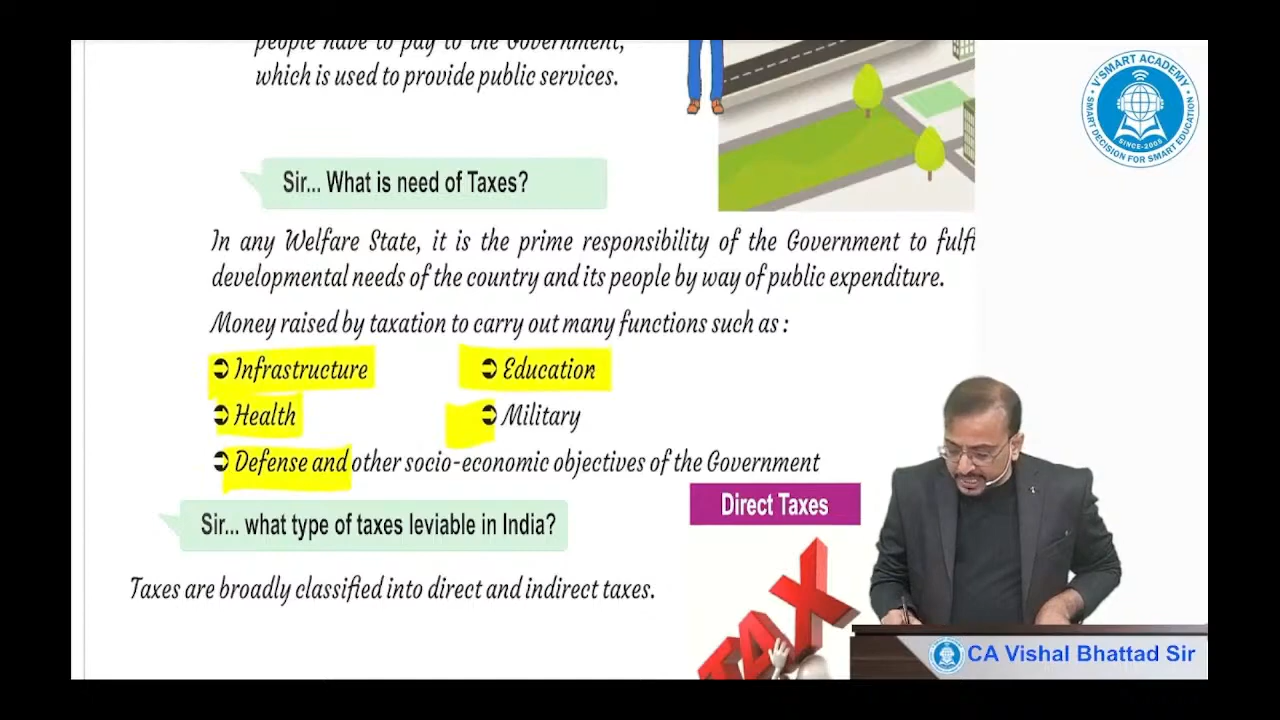 people have to pay to the Government,
which is used to provide public services.
Sir... What is need of Taxes?
In any Welfare State, it is the prime responsibility of the Government to fulfi
developmental needs of the country and its people by way of public expenditure.
Money raised by taxation to carry out many functions such as :
➲ Infrastructure ➲ Education
➲ Health ➲ Military
➲ Defense and other socio-economic objectives of the Government
Sir... what type of taxes leviable in India?
Direct Taxes
Taxes are broadly classified into direct and indirect taxes.
TAX
V'SMART ACADEMY
SMART DECISION FOR SMART EDUCATION
SINCE-2005
CA Vishal Bhattad Sir